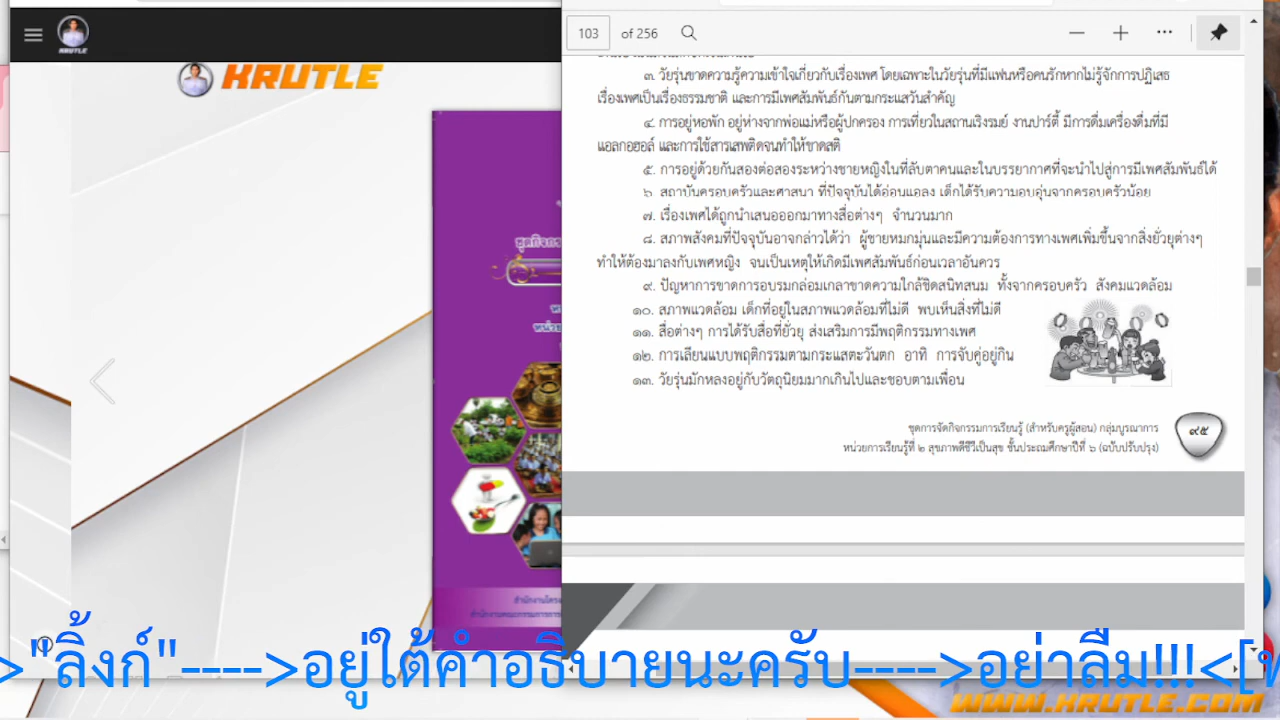 KRUTLE
KRUTLE
103 of 256
๓. วัยรุ่นขาดความรู้ความเข้าใจเกี่ยวกับเรื่องเพศ โดยเฉพาะในวัยรุ่นที่มีแฟนหรือคนรักหากไม่รู้จักการปฏิเสธ
เรื่องเพศเป็นเรื่องธรรมชาติ และการมีเพศสัมพันธ์กันตามกระแสวันสำคัญ
๔. การอยู่หอพัก อยู่ห่างจากพ่อแม่หรือผู้ปกครอง การเที่ยวในสถานเริงรมย์ งานปาร์ตี้ มีการดื่มเครื่องดื่มที่มี
แอลกอฮอล์ และการใช้สารเสพติดจนทำให้ขาดสติ
๕. การอยู่ด้วยกันสองต่อสองระหว่างชายหญิงในที่ลับตาคนและในบรรยากาศที่จะนำไปสู่การมีเพศสัมพันธ์ได้
๖ สถาบันครอบครัวและศาสนา ที่ปัจจุบันได้อ่อนแอลง เด็กได้รับความอบอุ่นจากครอบครัวน้อย
๗. เรื่องเพศได้ถูกนำเสนอออกมาทางสื่อต่างๆ จำนวนมาก
๘. สภาพสังคมที่ปัจจุบันอาจกล่าวได้ว่า ผู้ชายหมกมุ่นและมีความต้องการทางเพศเพิ่มขึ้นจากสิ่งยั่วยุต่างๆ
ทำให้ต้องมาลงกับเพศหญิง จนเป็นเหตุให้เกิดมีเพศสัมพันธ์ก่อนเวลาอันควร
๙. ปัญหาการขาดการอบรมกล่อมเกลาขาดความใกล้ชิดสนิทสนม ทั้งจากครอบครัว สังคมแวดล้อม
๑๐. สภาพแวดล้อม เด็กที่อยู่ในสภาพแวดล้อมที่ไม่ดี พบเห็นสิ่งที่ไม่ดี
๑๑. สื่อต่างๆ การได้รับสื่อที่ยั่วยุ ส่งเสริมการมีพฤติกรรมทางเพศ
๑๒. การเลียนแบบพฤติกรรมตามกระแสตะวันตก อาทิ การจับคู่อยู่กิน
๑๓. วัยรุ่นมักหลงอยู่กับวัตถุนิยมมากเกินไปและชอบตามเพื่อน
ชุดการจัดกิจกรรมการเรียนรู้ (สำหรับครูผู้สอน) กลุ่มบูรณาการ
หน่วยการเรียนรู้ที่ ๒ สุขภาพดีชีวีเป็นสุข ชั้นประถมศึกษาปีที่ ๖ (ฉบับปรับปรุง)
๙๕
>"ลิ้งก์"---->อยู่ใต้คำอธิบายนะครับ---->อย่าลืม!!!<[
WWW.KRUTLE.COM